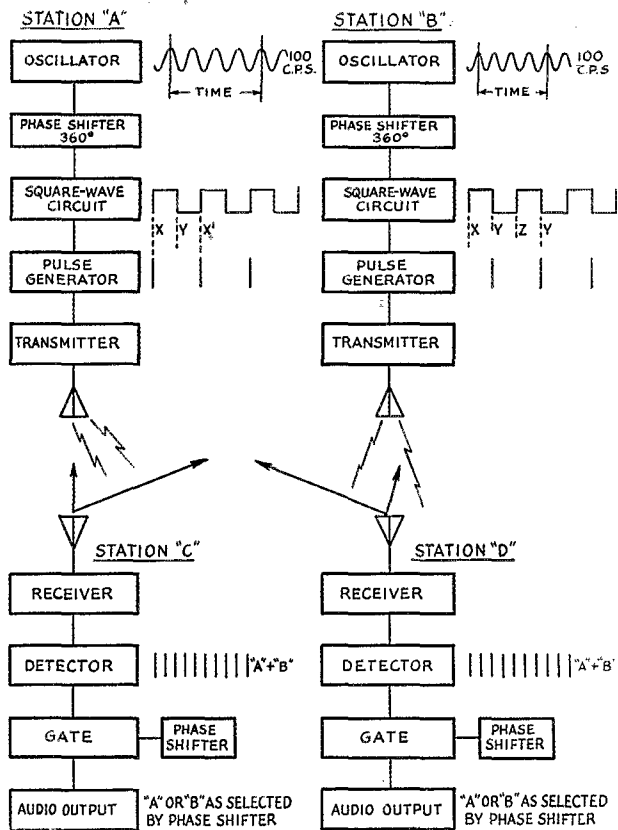 STATION "A"
OSCILLATOR
100
C.P.S.
TIME
PHASE SHIFTER
360°
SQUARE-WAVE
CIRCUIT
X Y X'
PULSE
GENERATOR
TRANSMITTER
STATION "B"
OSCILLATOR
100
C.P.S.
TIME
PHASE SHIFTER
360°
SQUARE-WAVE
CIRCUIT
X Y Z Y
PULSE
GENERATOR
TRANSMITTER
STATION "C"
RECEIVER
DETECTOR
"A"+"B"
GATE
PHASE
SHIFTER
AUDIO OUTPUT
"A" OR "B" AS SELECTED
BY PHASE SHIFTER
STATION "D"
RECEIVER
DETECTOR
"A"+"B"
GATE
PHASE
SHIFTER
AUDIO OUTPUT
"A" OR "B" AS SELECTED
BY PHASE SHIFTER